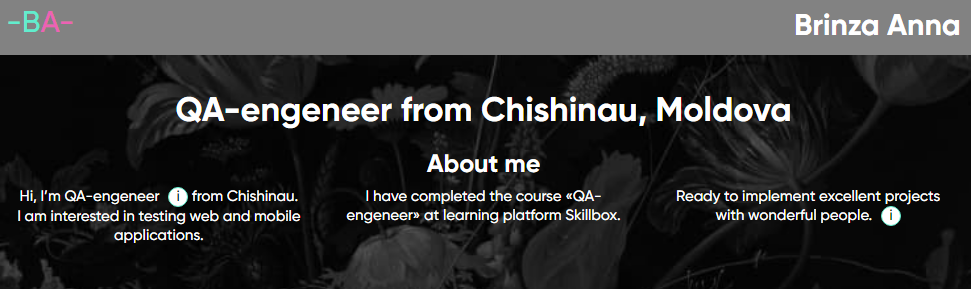 -BA-
Brinza Anna
QA-engeneer from Chishinau, Moldova
About me
Hi, I'm QA-engeneer i from Chishinau.
I am interested in testing web and mobile
applications.
I have completed the course «QA-
engeneer» at learning platform Skillbox.
Ready to implement excellent projects
with wonderful people. i